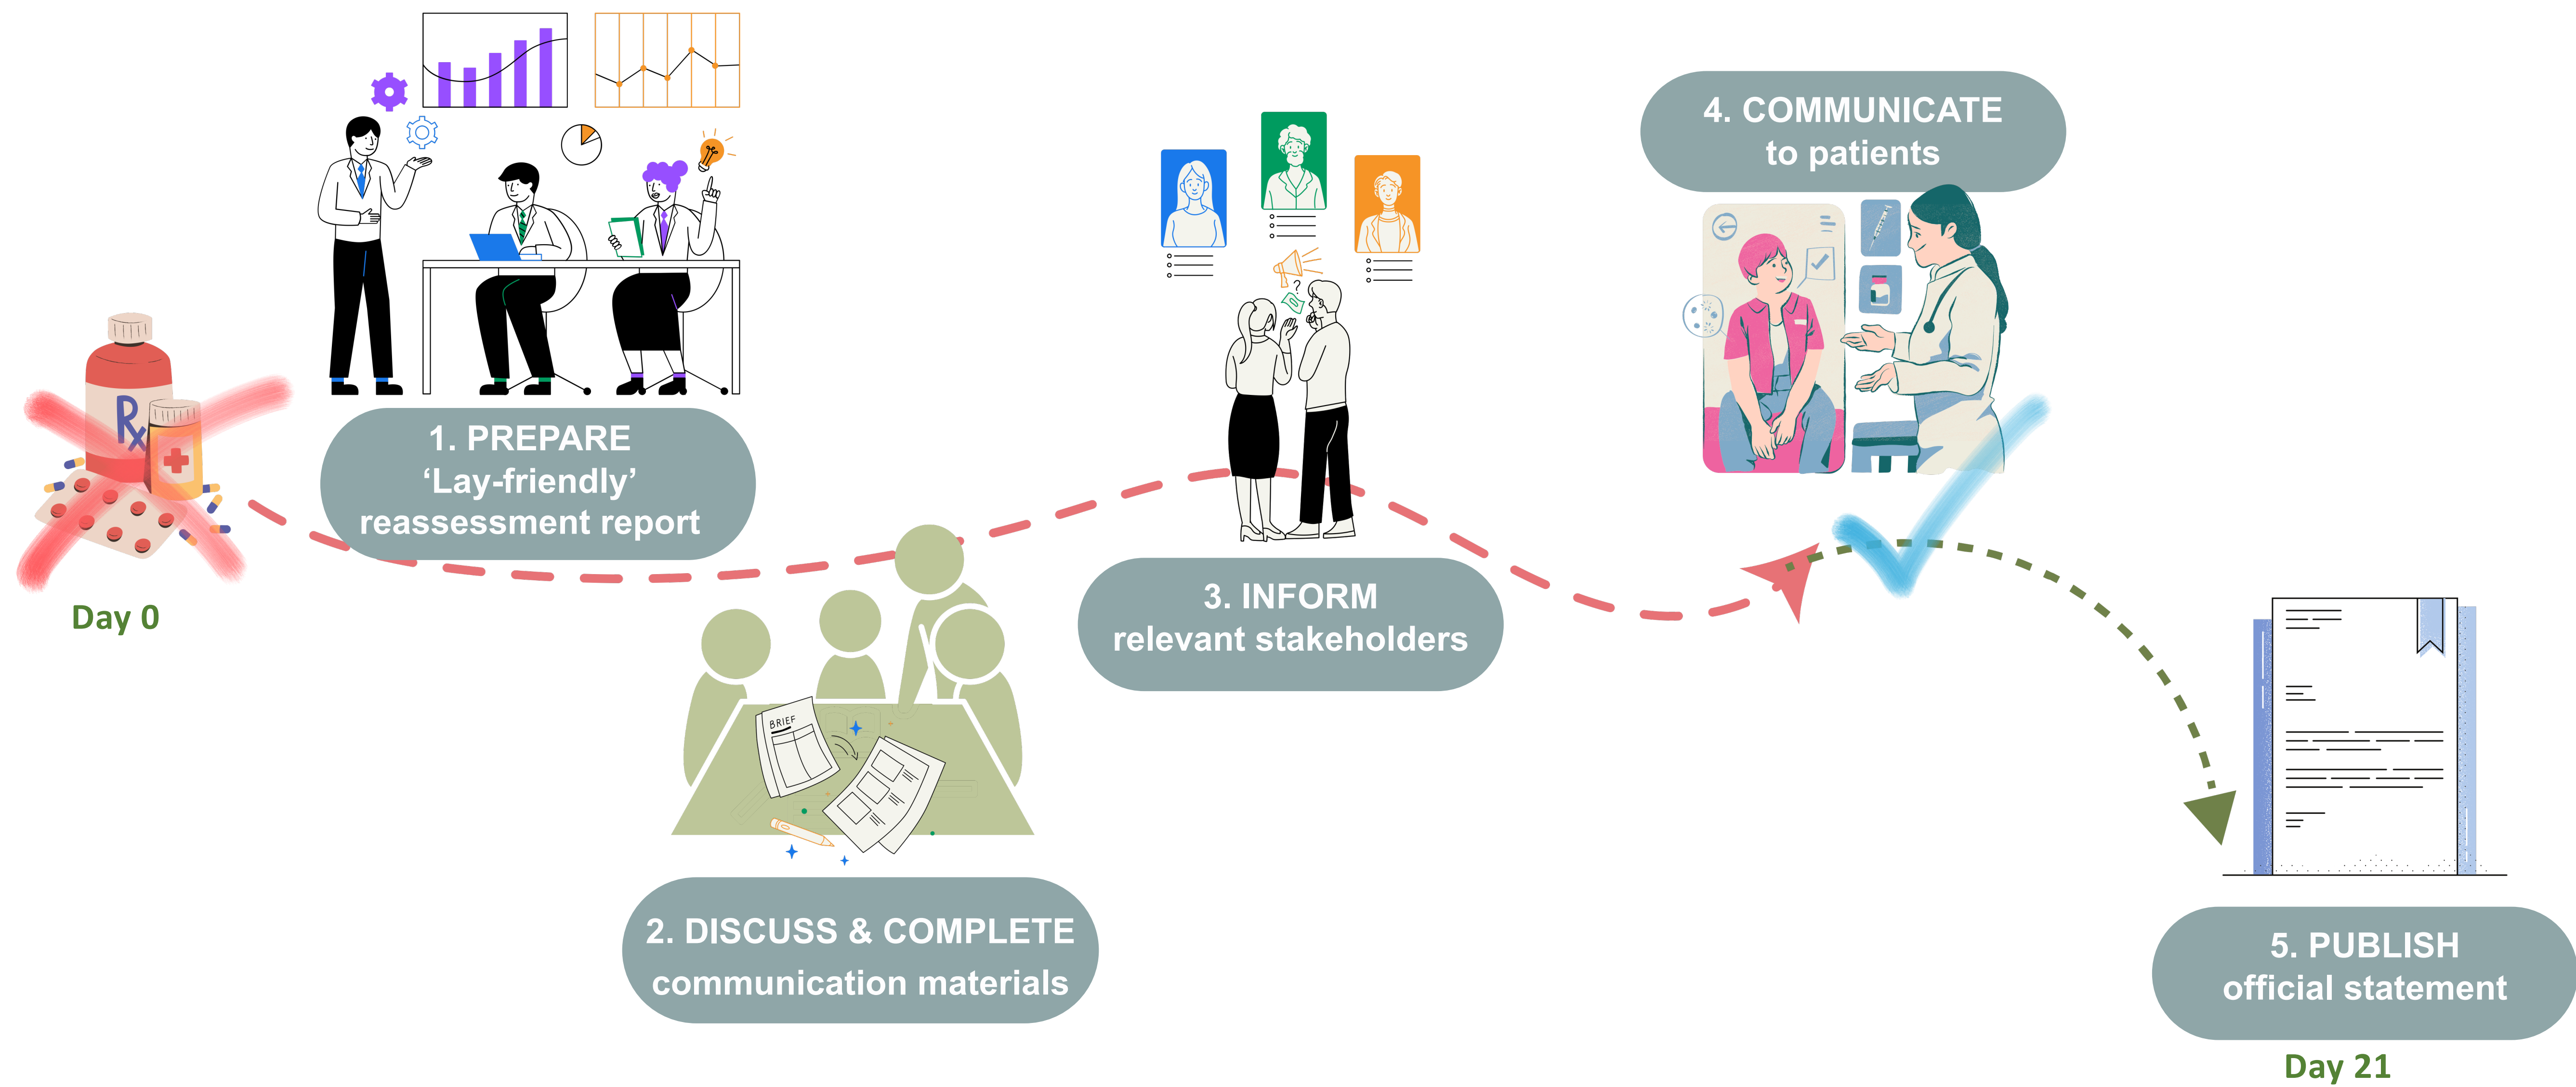 Rx
Day 0
1. PREPARE
‘Lay-friendly’
reassessment report
BRIEF
2. DISCUSS & COMPLETE
communication materials
?
3. INFORM
relevant stakeholders
4. COMMUNICATE
to patients
5. PUBLISH
official statement
Day 21